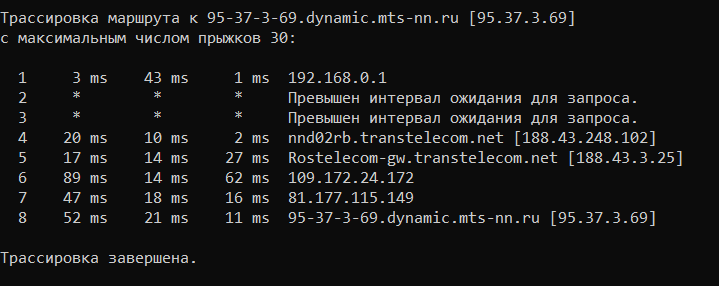 Трассировка маршрута к 95-37-3-69.dynamic.mts-nn.ru [95.37.3.69]
с максимальным числом прыжков 30:
1 3 ms 43 ms 1 ms 192.168.0.1
2 * * * Превышен интервал ожидания для запроса.
3 * * * Превышен интервал ожидания для запроса.
4 20 ms 10 ms 2 ms nnd02rb.transtelecom.net [188.43.248.102]
5 17 ms 14 ms 27 ms Rostelecom-gw.transtelecom.net [188.43.3.25]
6 89 ms 14 ms 62 ms 109.172.24.172
7 47 ms 18 ms 16 ms 81.177.115.149
8 52 ms 21 ms 11 ms 95-37-3-69.dynamic.mts-nn.ru [95.37.3.69]
Трассировка завершена.